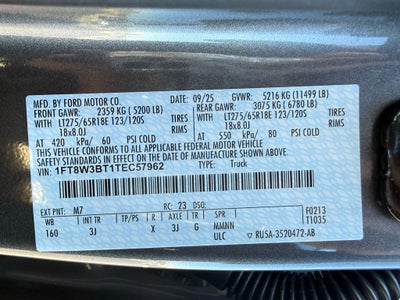 MFD. BY FORD MOTOR CO. 09/25 GVWR: 5216 KG (11499 LB)
FRONT GAWR: 2359 KG (5200 LB) REAR GAWR: 3075 KG (6780 LB)
WITH LT275/65R18E 123/120S WITH LT275/65R18E 123/120S
18x8.0J RIMS 18x8.0J RIMS
AT 420 kPa/ 60 PSI COLD AT 550 kPa/ 80 PSI COLD
THIS VEHICLE CONFORMS TO ALL APPLICABLE FEDERAL MOTOR VEHICLE
SAFETY STANDARDS IN EFFECT ON THE DATE OF MANUFACTURE SHOWN ABOVE.
VIN: 1FT8W3BT1TEC57962 TYPE: Truck
EXT PNT: M7 RC: 23 DSO: F0213
WB INT TR TP/PS R AXLE TR SPR T1035
160 3J X 3J G MMNN
ULC RU5A-3520472-AB